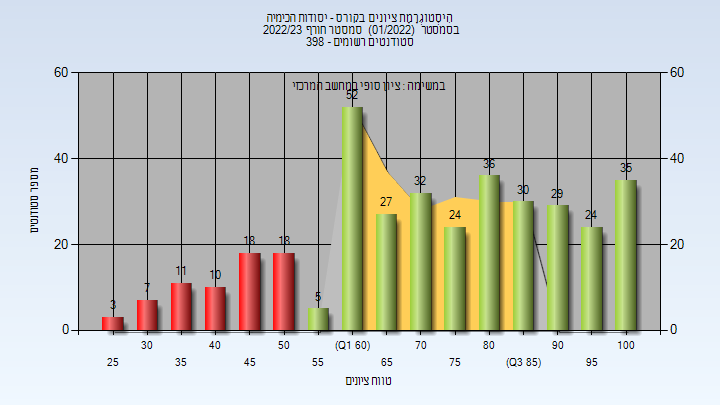 היסטוגרמת ציונים בקורס - יסודות הכימיה
בסמסטר (01/2022) סמסטר חורף 2022/23
סטודנטים רשומים - 398
במשימה : ציון סופי במחשב המרכזי
מספר סטודנטים
60 60
40 40
20 20
0 0
3 7 11 10 18 18 5 52 27 32 24 36 30 29 24 35
30 40 50 (Q1 60) 70 80 90 100
25 35 45 55 65 75 (Q3 85) 95
טווח ציונים